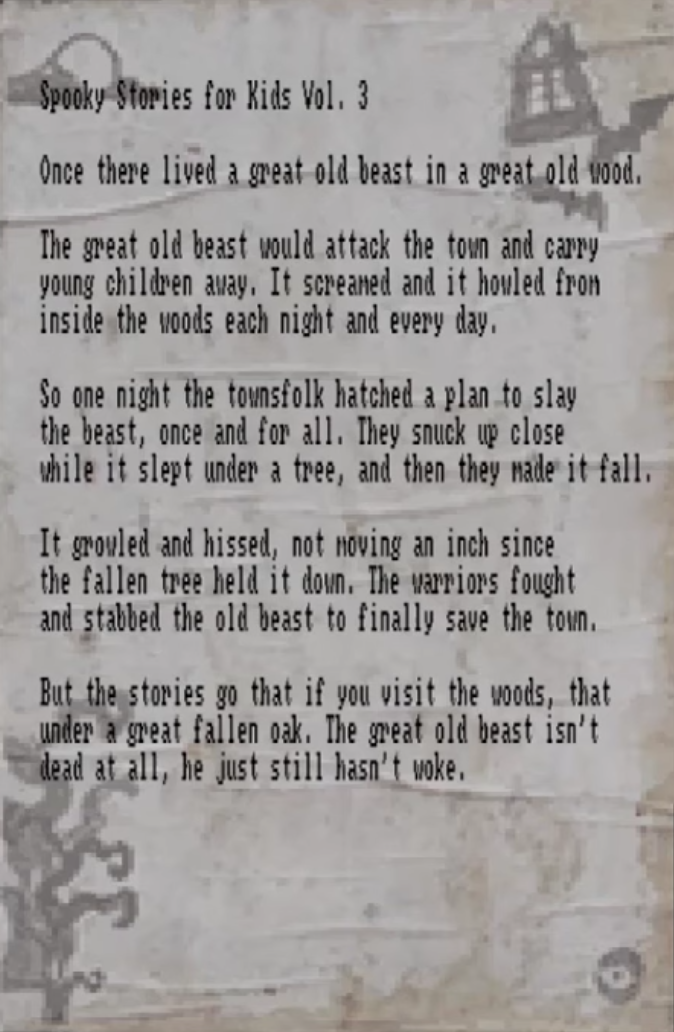 Spooky Stories for Kids Vol. 3
Once there lived a great old beast in a great old wood.
The great old beast would attack the town and carry
young children away. It screamed and it howled from
inside the woods each night and every day.
So one night the townsfolk hatched a plan to slay
the beast, once and for all. They snuck up close
while it slept under a tree, and then they made it fall.
It growled and hissed, not moving an inch since
the fallen tree held it down. The warriors fought
and stabbed the old beast to finally save the town.
But the stories go that if you visit the woods, that
under a great fallen oak. The great old beast isn't
dead at all, he just still hasn't woke.